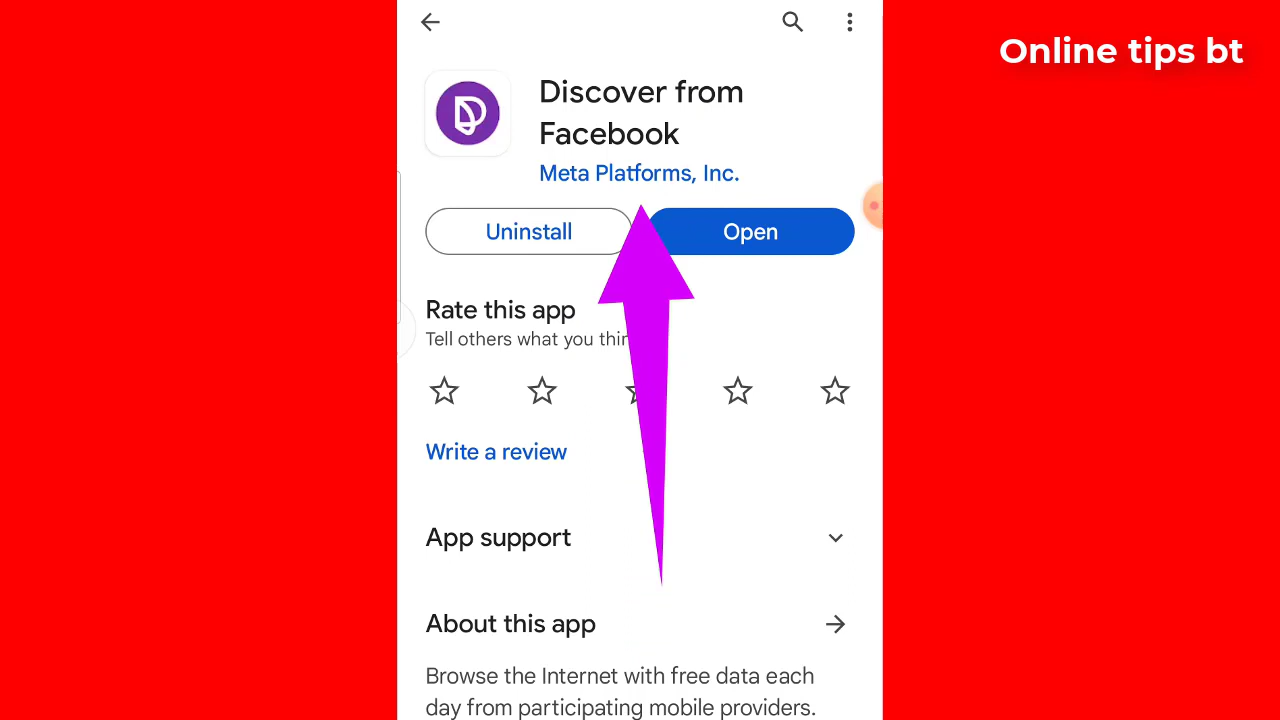 Online tips bt
Discover from
Facebook
Meta Platforms, Inc.
Uninstall
Open
Rate this app
Tell others what you
Write a review
App support
About this app
Browse the Internet with free data each
day from participating mobile providers.